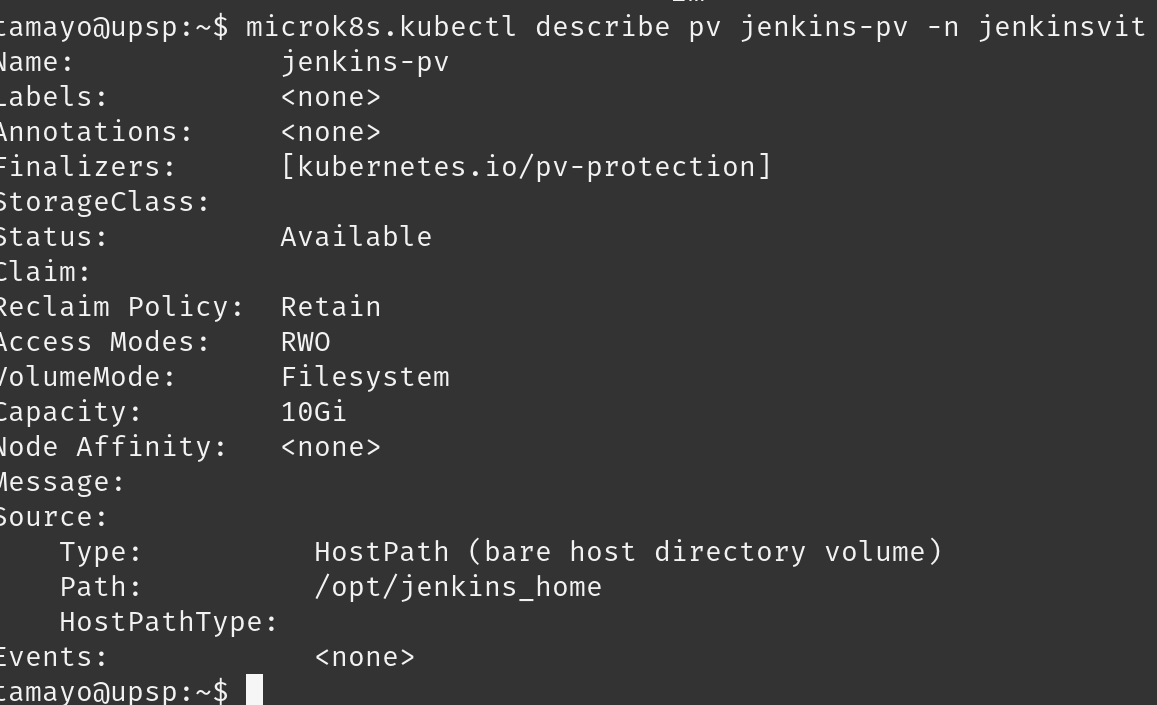 tamayo@upsp:~$ microk8s.kubectl describe pv jenkins-pv -n jenkinsvit
Name: jenkins-pv
Labels: <none>
Annotations: <none>
Finalizers: [kubernetes.io/pv-protection]
StorageClass:
Status: Available
Claim:
Reclaim Policy: Retain
Access Modes: RWO
VolumeMode: Filesystem
Capacity: 10Gi
Node Affinity: <none>
Message:
Source:
    Type: HostPath (bare host directory volume)
    Path: /opt/jenkins_home
    HostPathType:
Events: <none>
tamayo@upsp:~$